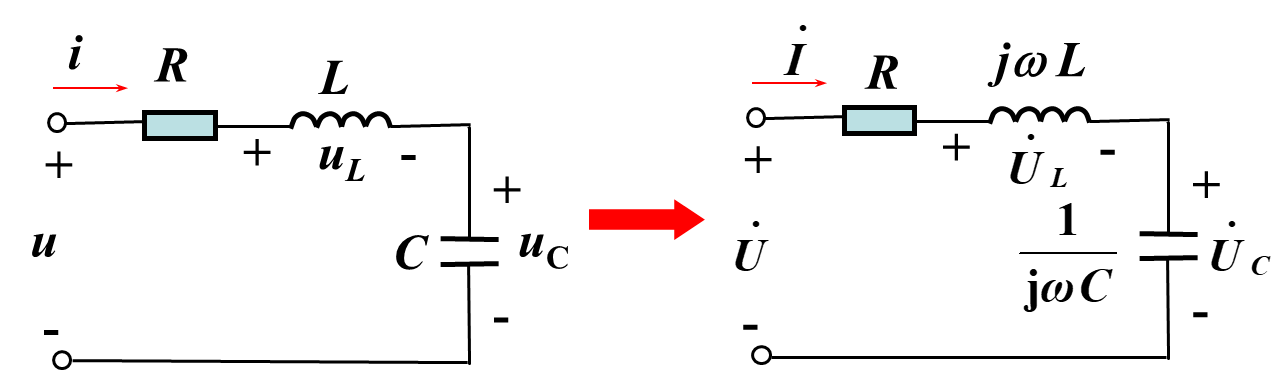 i
R
L
+ u_L -
+
u
-
C
+
u_C
-
İ
R
jωL
+ U̇_L -
+
U̇
-
1
jωC
+
U̇_C
-